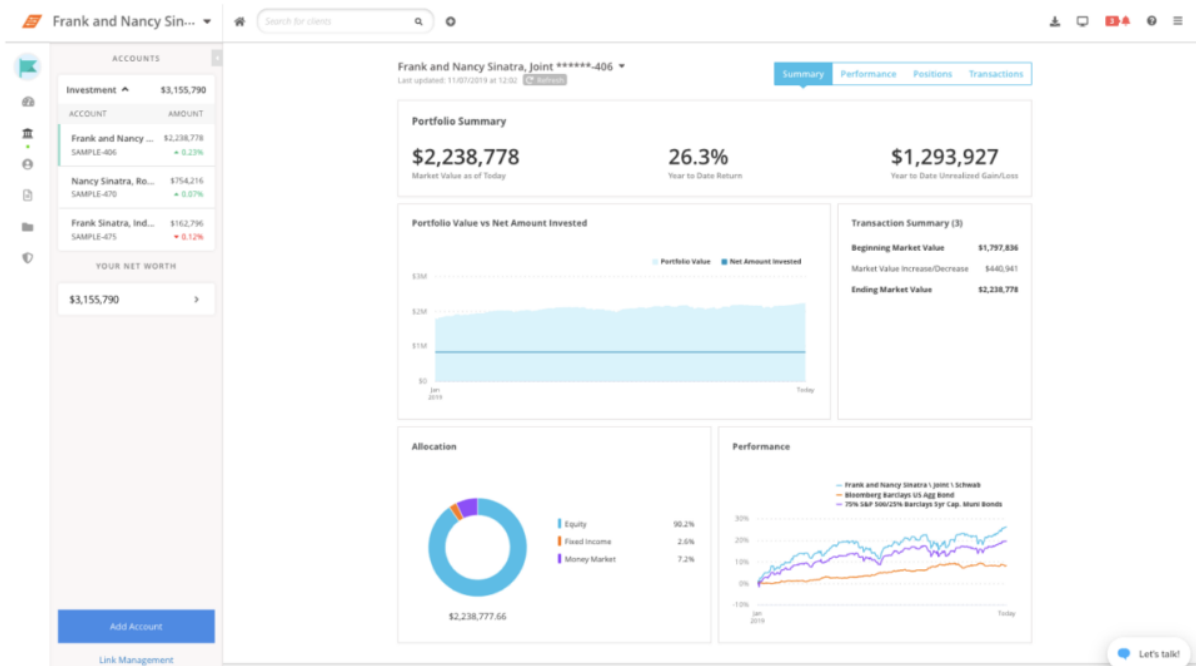 Frank and Nancy Sin...
Search for clients
3
ACCOUNTS
Investment $3,155,790
ACCOUNT AMOUNT
Frank and Nancy ... $2,238,778
SAMPLE-406 0.23%
Nancy Sinatra, Ro... $754,216
SAMPLE-470 0.07%
Frank Sinatra, Ind... $162,796
SAMPLE-475 0.12%
YOUR NET WORTH
$3,155,790
Add Account
Link Management
Frank and Nancy Sinatra, Joint ******-406
Last updated: 11/07/2019 at 12:02 Refresh
Summary Performance Positions Transactions
Portfolio Summary
$2,238,778 26.3% $1,293,927
Market Value as of Today Year to Date Return Year to Date Unrealized Gain/Loss
Portfolio Value vs Net Amount Invested
Portfolio Value Net Amount Invested
$3M
$2M
$1M
$0
Jan Today
2019
Transaction Summary (3)
Beginning Market Value $1,797,836
Market Value Increase/Decrease $440,941
Ending Market Value $2,238,778
Allocation
Equity 90.2%
Fixed Income 2.6%
Money Market 7.2%
$2,238,777.66
Performance
Frank and Nancy Sinatra \ Joint \ Schwab
Bloomberg Barclays US Agg Bond
75% S&P 500/25% Barclays 5yr Cap. Muni Bonds
30%
20%
10%
0%
-10%
Jan Today
2019
Let's talk!